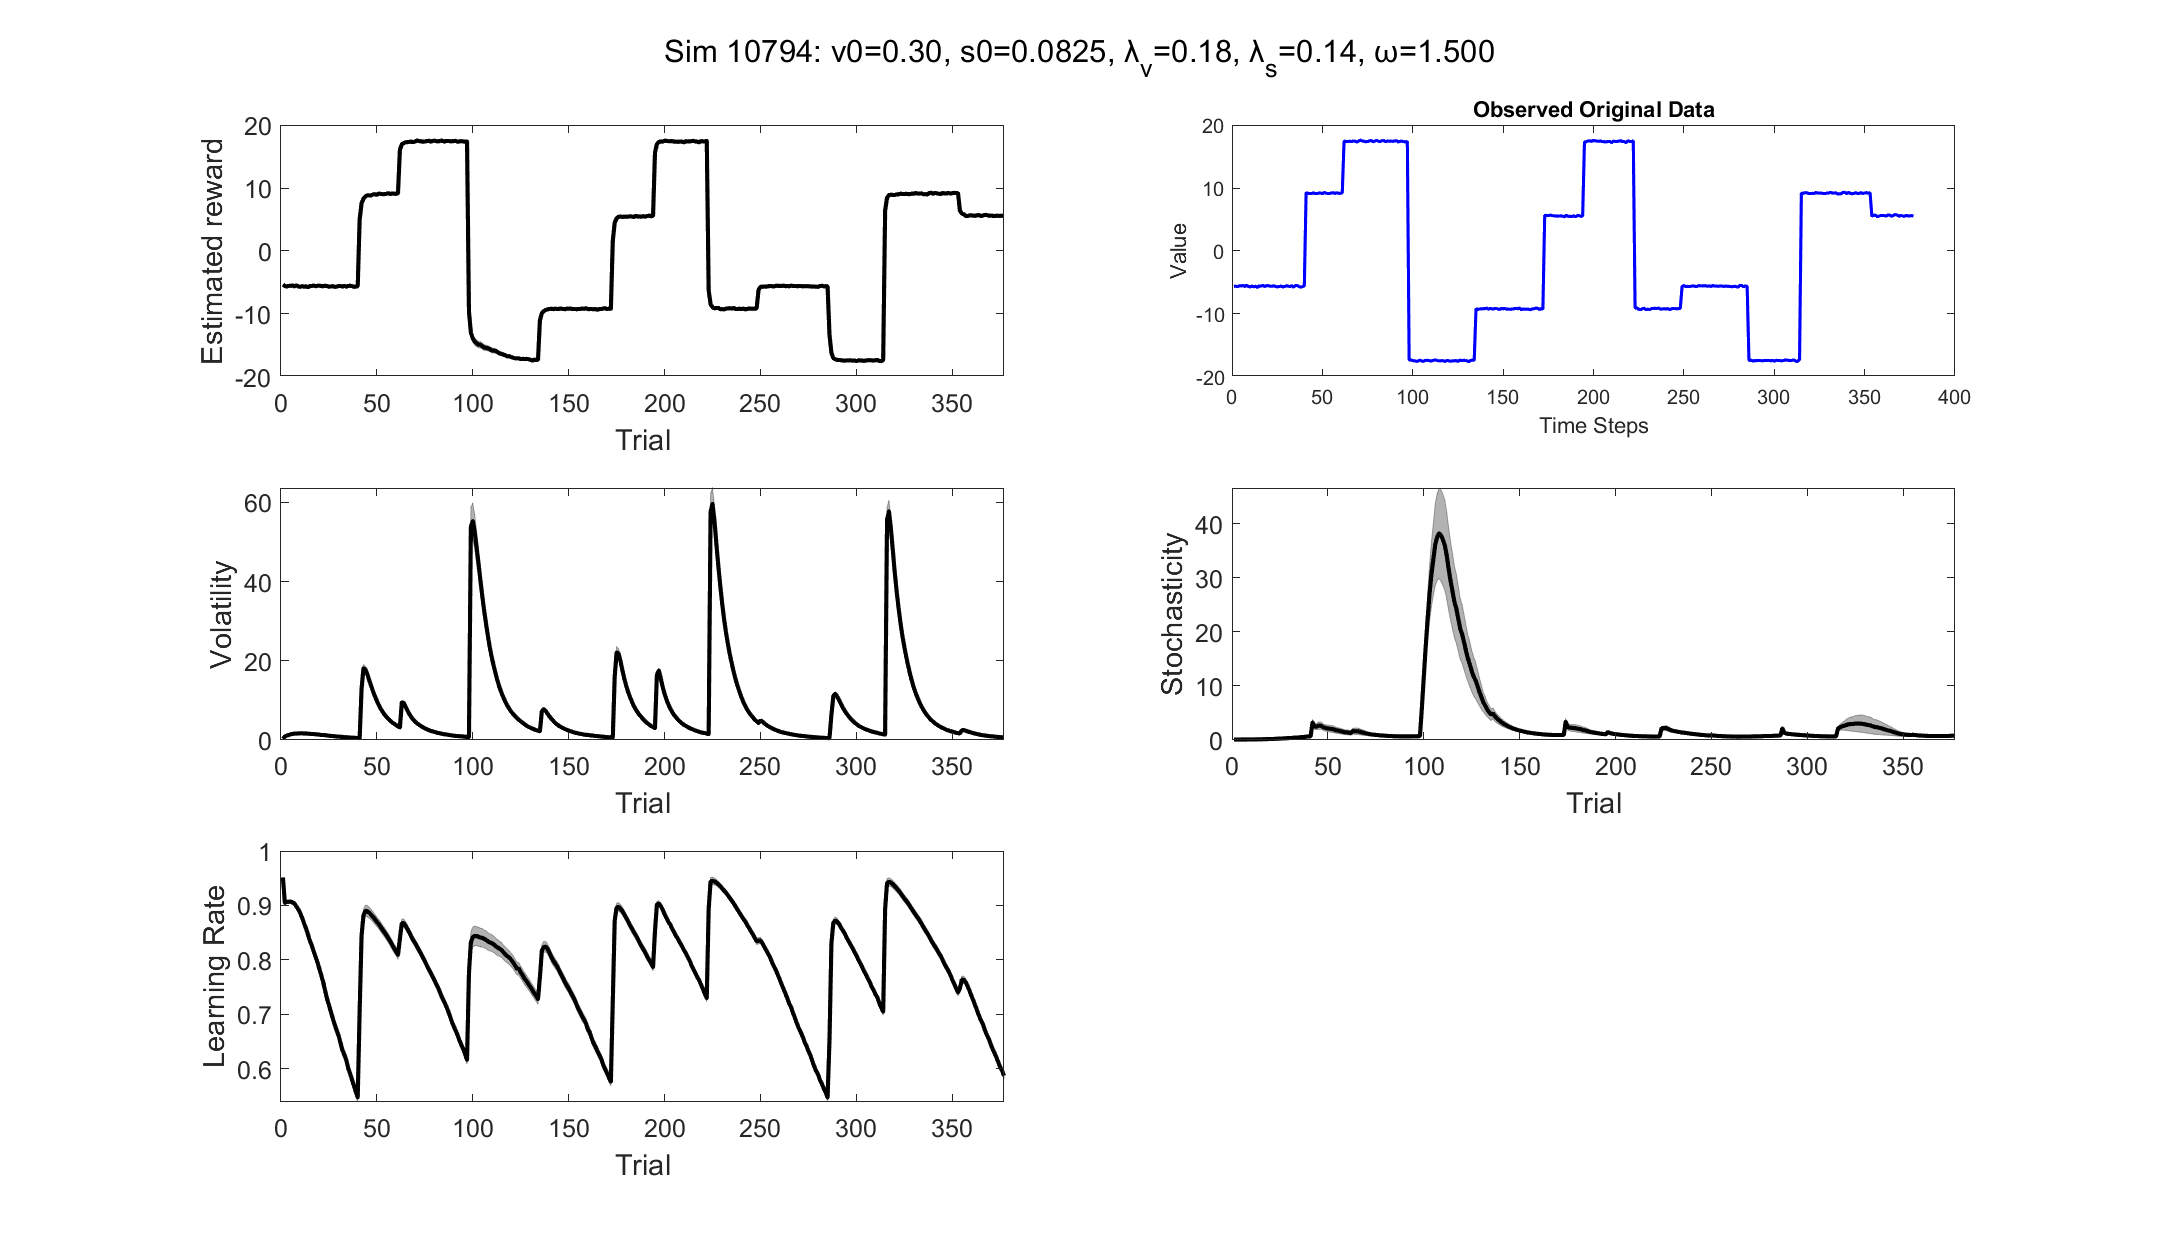 Sim 10794: v0=0.30, s0=0.0825, λv=0.18, λs=0.14, ω=1.500
Estimated reward
20
10
0
-10
-20
0 50 100 150 200 250 300 350
Trial
Observed Original Data
Value
20
10
0
-10
-20
0 50 100 150 200 250 300 350 400
Time Steps
Volatility
60
40
20
0
0 50 100 150 200 250 300 350
Trial
Stochasticity
40
30
20
10
0
0 50 100 150 200 250 300 350
Trial
Learning Rate
1
0.9
0.8
0.7
0.6
0 50 100 150 200 250 300 350
Trial